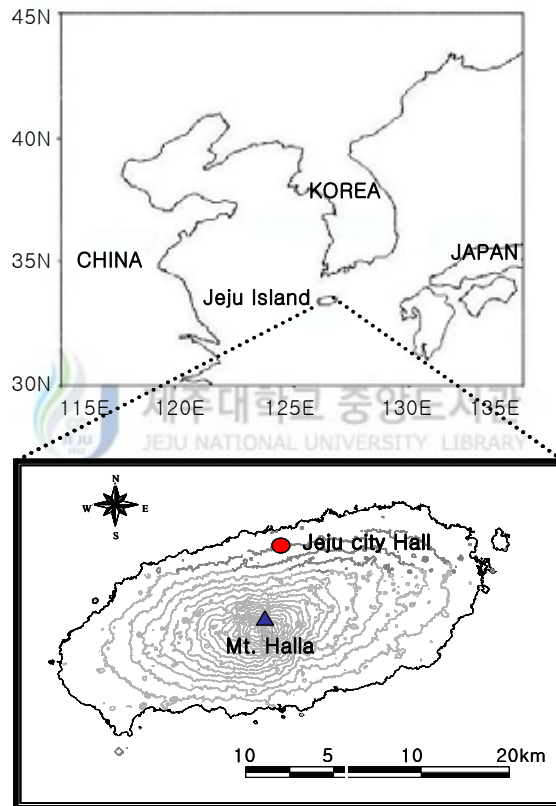 45N
40N
KOREA
CHINA
35N
JAPAN
Jeju Island
30N
115E 120E 125E 130E 135E
제주대학교 중앙도서관
JEJU NATIONAL UNIVERSITY LIBRARY
N
W E
S
Jeju city Hall
Mt. Halla
10 5 10 20km